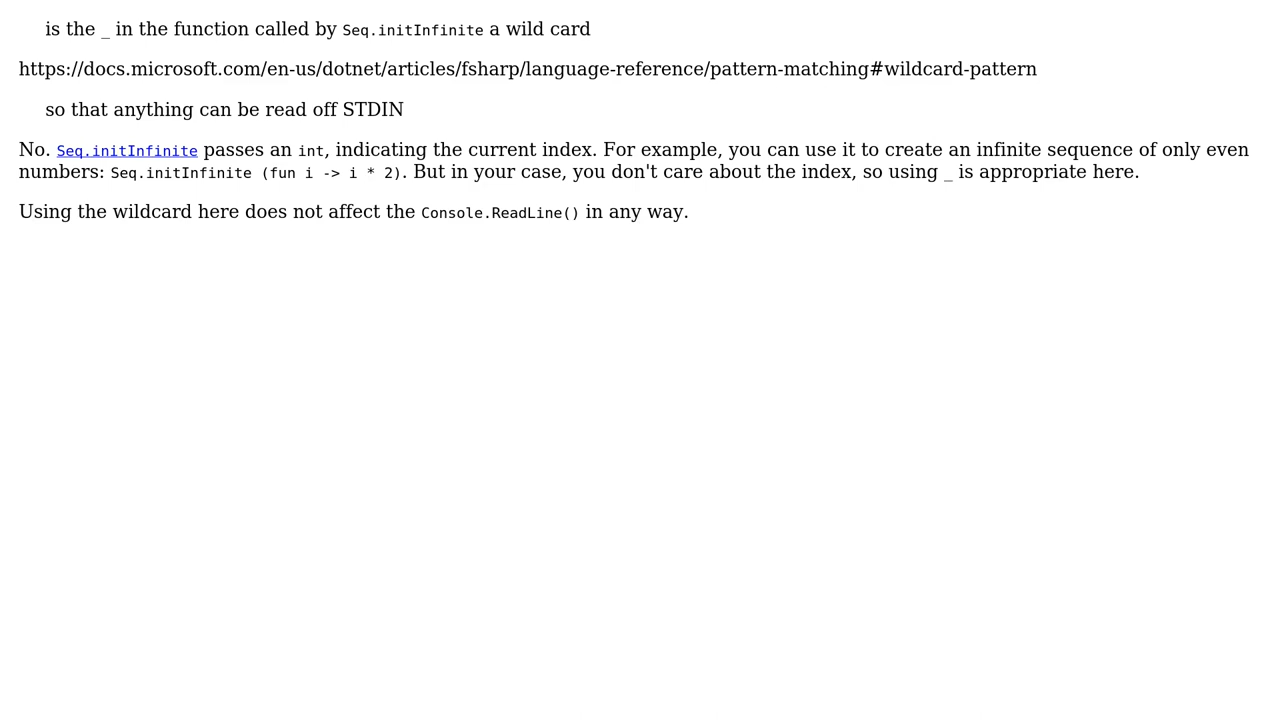 is the _ in the function called by Seq.initInfinite a wild card
https://docs.microsoft.com/en-us/dotnet/articles/fsharp/language-reference/pattern-matching#wildcard-pattern
so that anything can be read off STDIN
No. Seq.initInfinite passes an int, indicating the current index. For example, you can use it to create an infinite sequence of only even
numbers: Seq.initInfinite (fun i -> i * 2). But in your case, you don't care about the index, so using _ is appropriate here.
Using the wildcard here does not affect the Console.ReadLine() in any way.